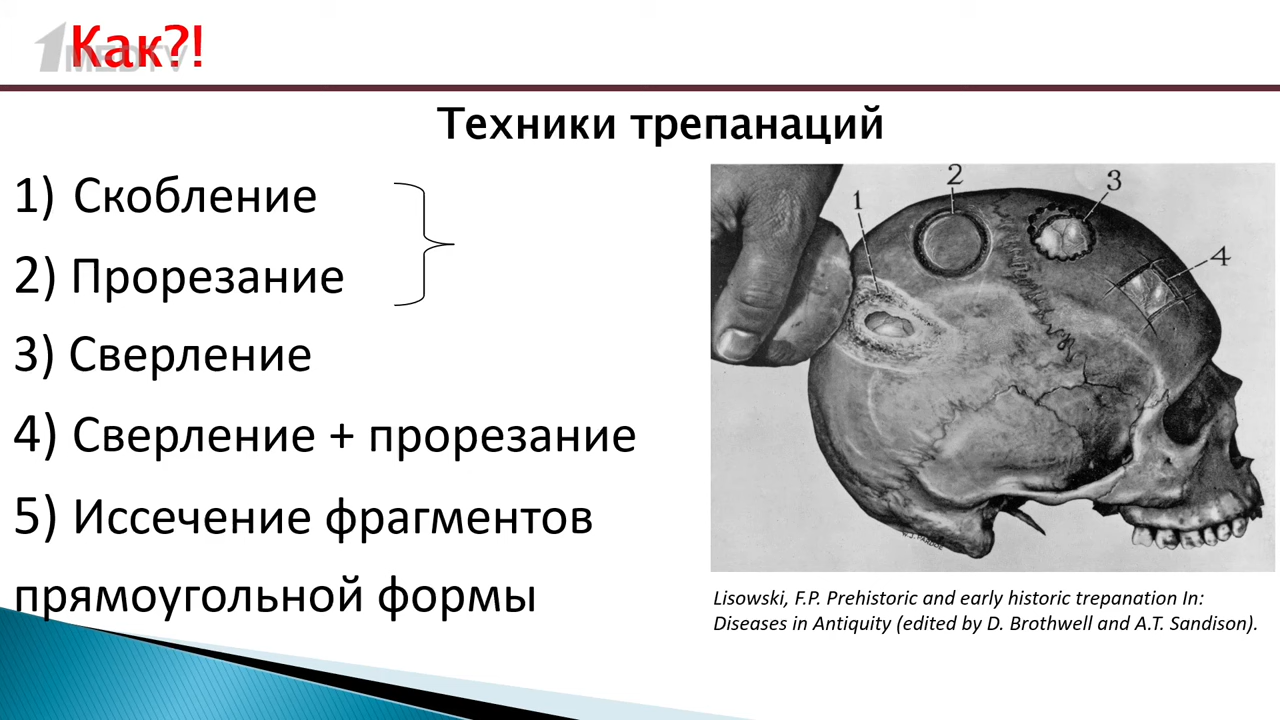 Как?!
1MEDTV
Техники трепанаций
1) Скобление
2) Прорезание
3) Сверление
4) Сверление + прорезание
5) Иссечение фрагментов
прямоугольной формы
1
2
3
4
Lisowski, F.P. Prehistoric and early historic trepanation In:
Diseases in Antiquity (edited by D. Brothwell and A.T. Sandison).